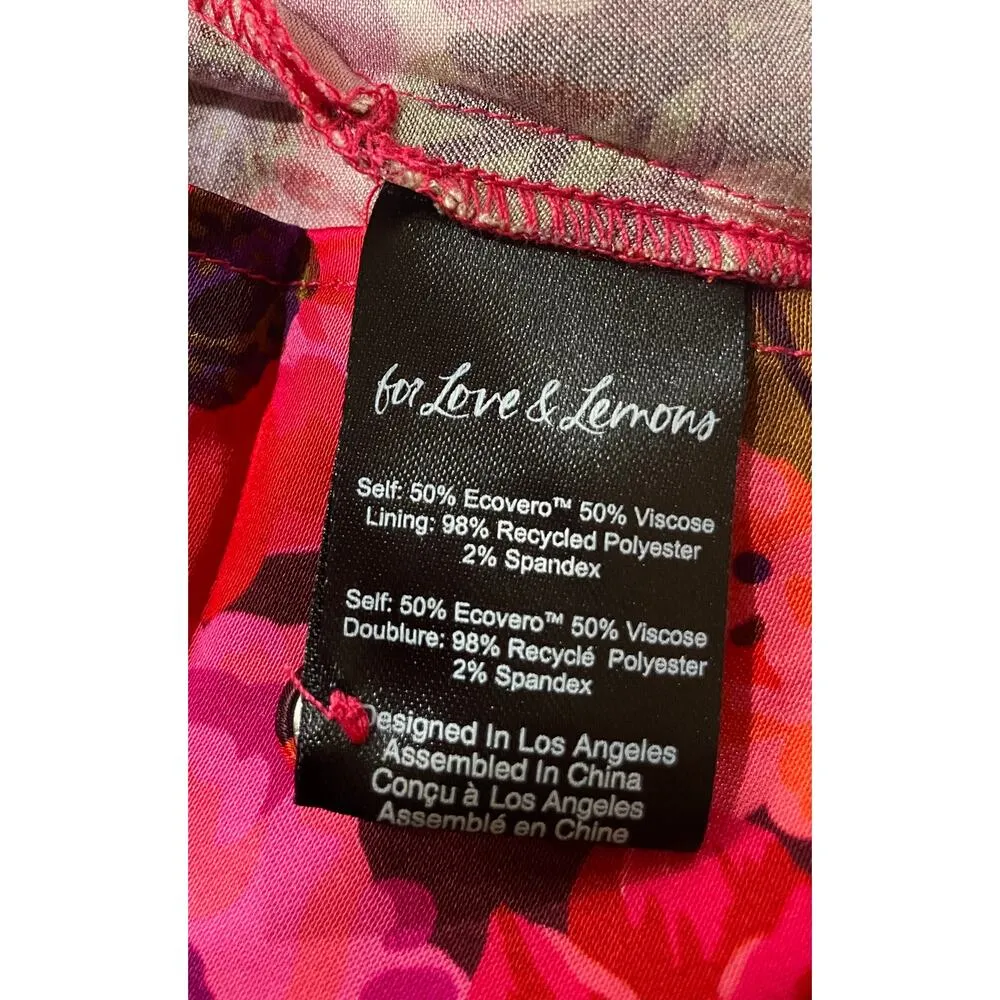 for Love & Lemons
Self: 50% Ecovero™ 50% Viscose
Lining: 98% Recycled Polyester
2% Spandex
Self: 50% Ecovero™ 50% Viscose
Doublure: 98% Recyclé Polyester
2% Spandex
Designed In Los Angeles
Assembled In China
Conçu à Los Angeles
Assemblé en Chine